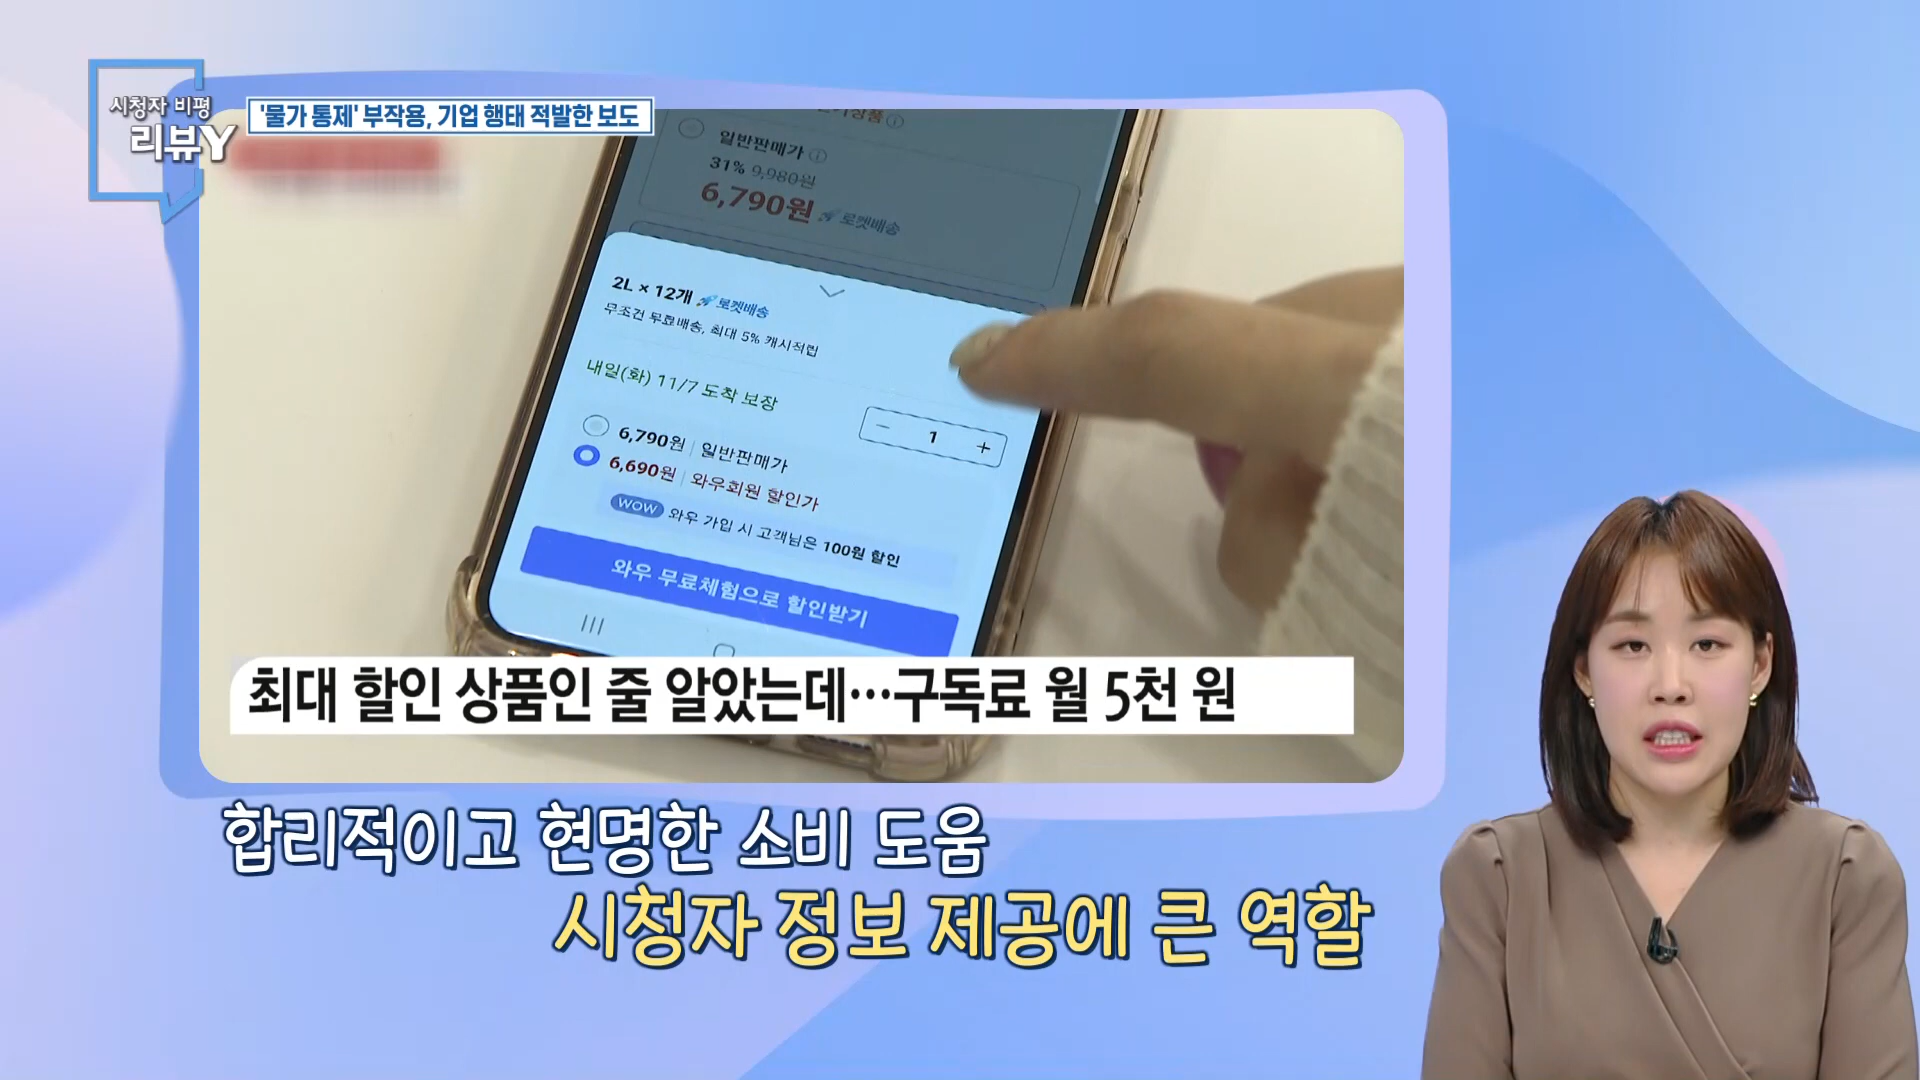 시청자 비평
리뷰Y
'물가 통제' 부작용, 기업 행태 적발한 보도
일반판매가
31% 9,980원
6,790원 로켓배송
2L × 12개 로켓배송
무조건 무료배송, 최대 5% 캐시적립
내일(화) 11/7 도착 보장
− 1 +
6,790원 | 일반판매가
6,690원 | 와우회원 할인가
WOW 와우 가입 시 고객님은 100원 할인
와우 무료체험으로 할인받기
최대 할인 상품인 줄 알았는데…구독료 월 5천 원
합리적이고 현명한 소비 도움
시청자 정보 제공에 큰 역할